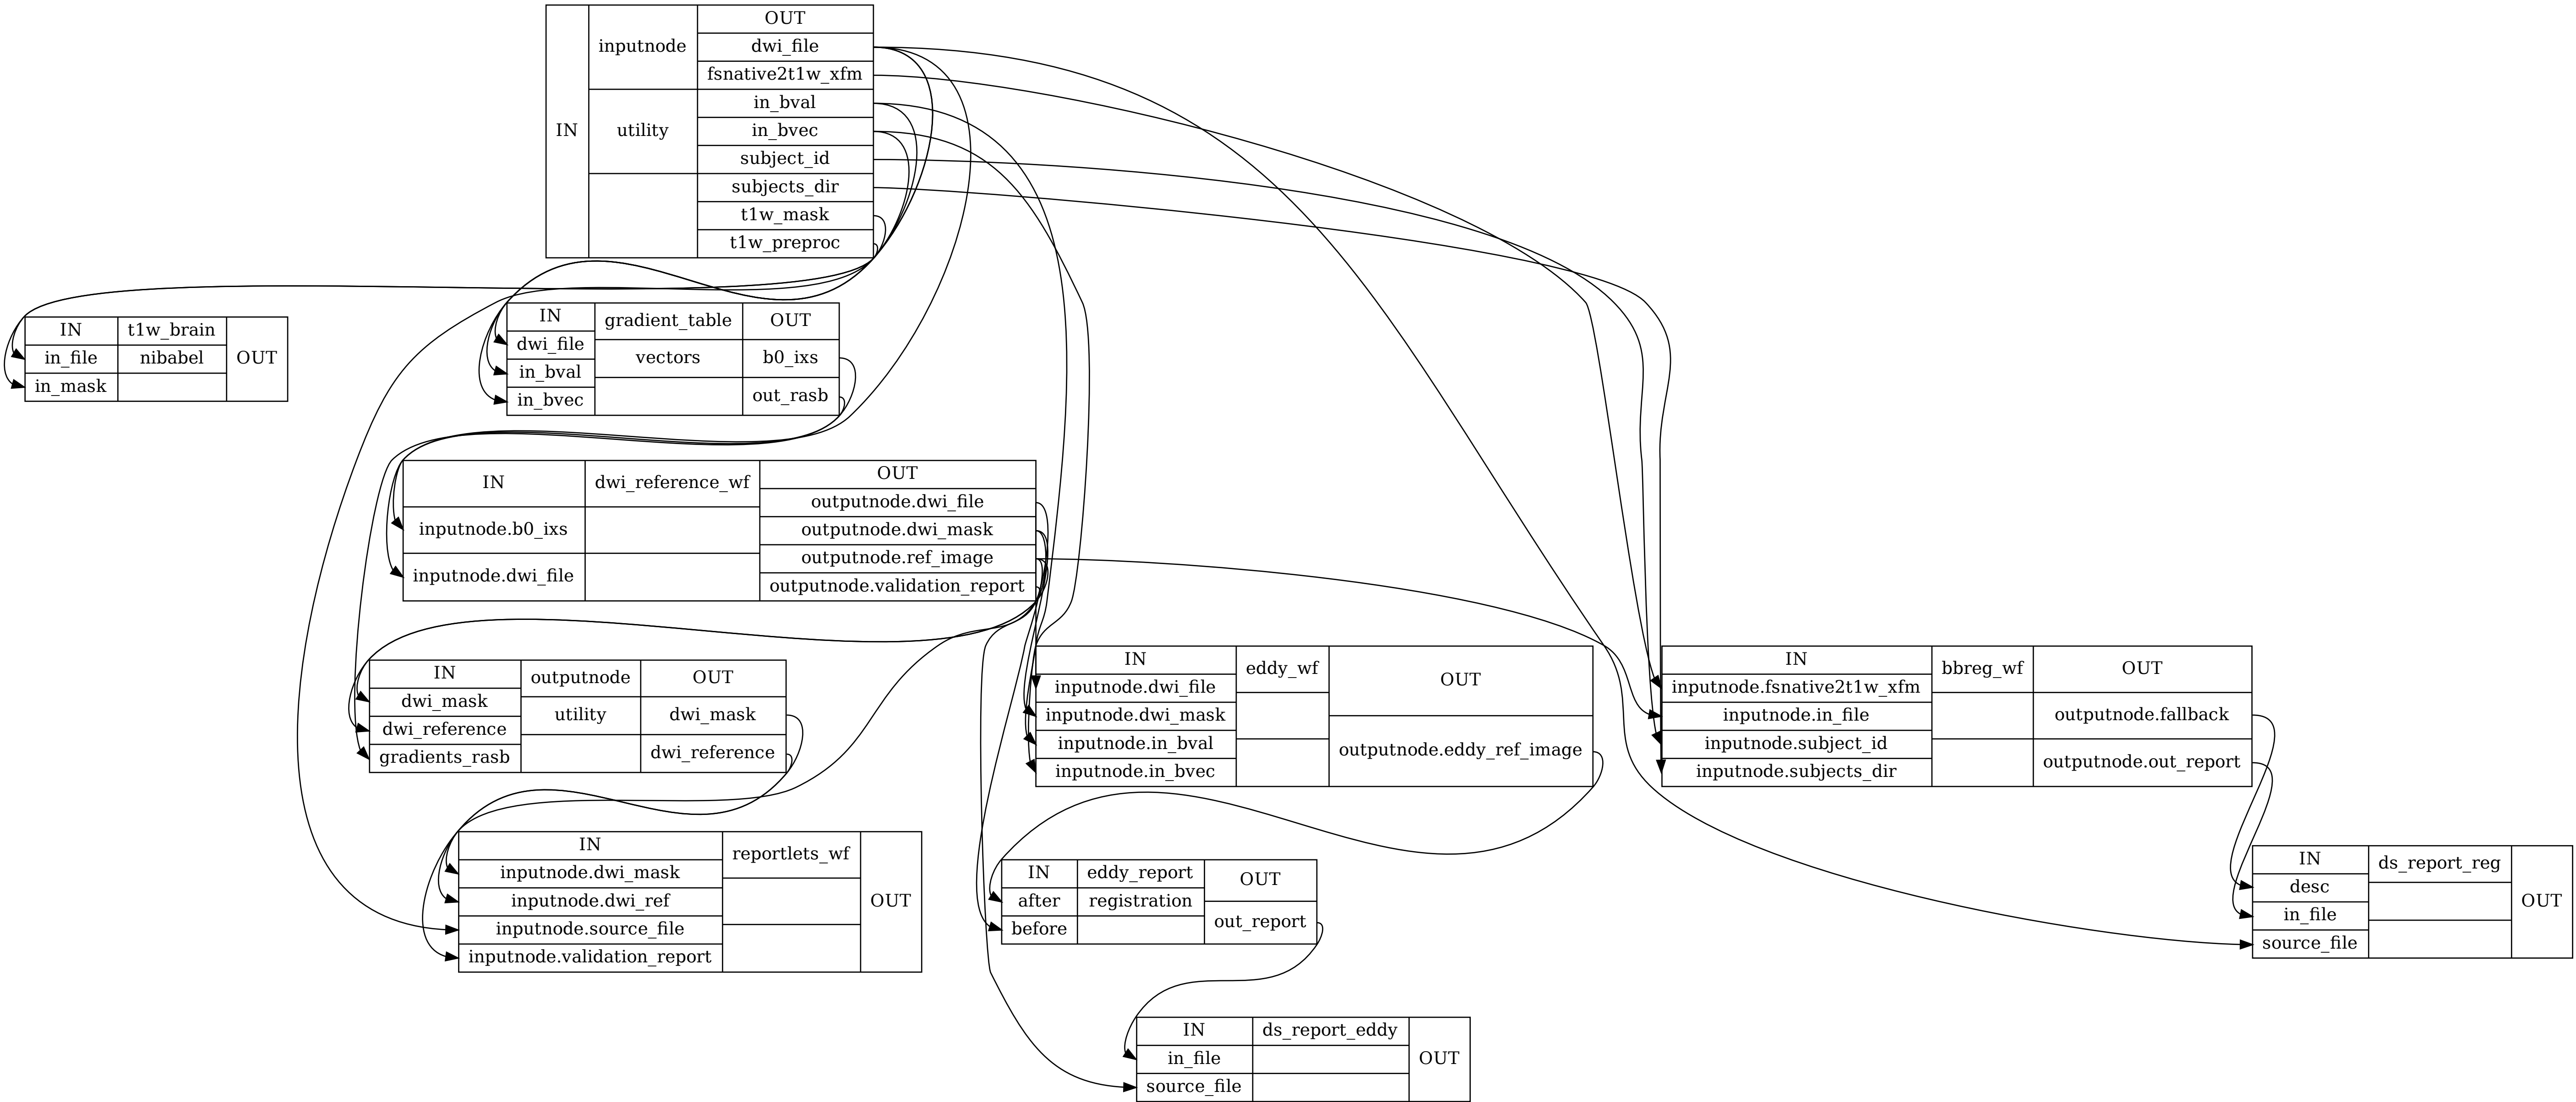 IN
inputnode
utility
OUT
dwi_file
fsnative2t1w_xfm
in_bval
in_bvec
subject_id
subjects_dir
t1w_mask
t1w_preproc
IN
in_file
in_mask
t1w_brain
nibabel
OUT
IN
dwi_file
in_bval
in_bvec
gradient_table
vectors
OUT
b0_ixs
out_rasb
IN
inputnode.b0_ixs
inputnode.dwi_file
dwi_reference_wf
OUT
outputnode.dwi_file
outputnode.dwi_mask
outputnode.ref_image
outputnode.validation_report
IN
dwi_mask
dwi_reference
gradients_rasb
outputnode
utility
OUT
dwi_mask
dwi_reference
IN
inputnode.dwi_file
inputnode.dwi_mask
inputnode.in_bval
inputnode.in_bvec
eddy_wf
OUT
outputnode.eddy_ref_image
IN
inputnode.fsnative2t1w_xfm
inputnode.in_file
inputnode.subject_id
inputnode.subjects_dir
bbreg_wf
OUT
outputnode.fallback
outputnode.out_report
IN
inputnode.dwi_mask
inputnode.dwi_ref
inputnode.source_file
inputnode.validation_report
reportlets_wf
OUT
IN
after
before
eddy_report
registration
OUT
out_report
IN
desc
in_file
source_file
ds_report_reg
OUT
IN
in_file
source_file
ds_report_eddy
OUT